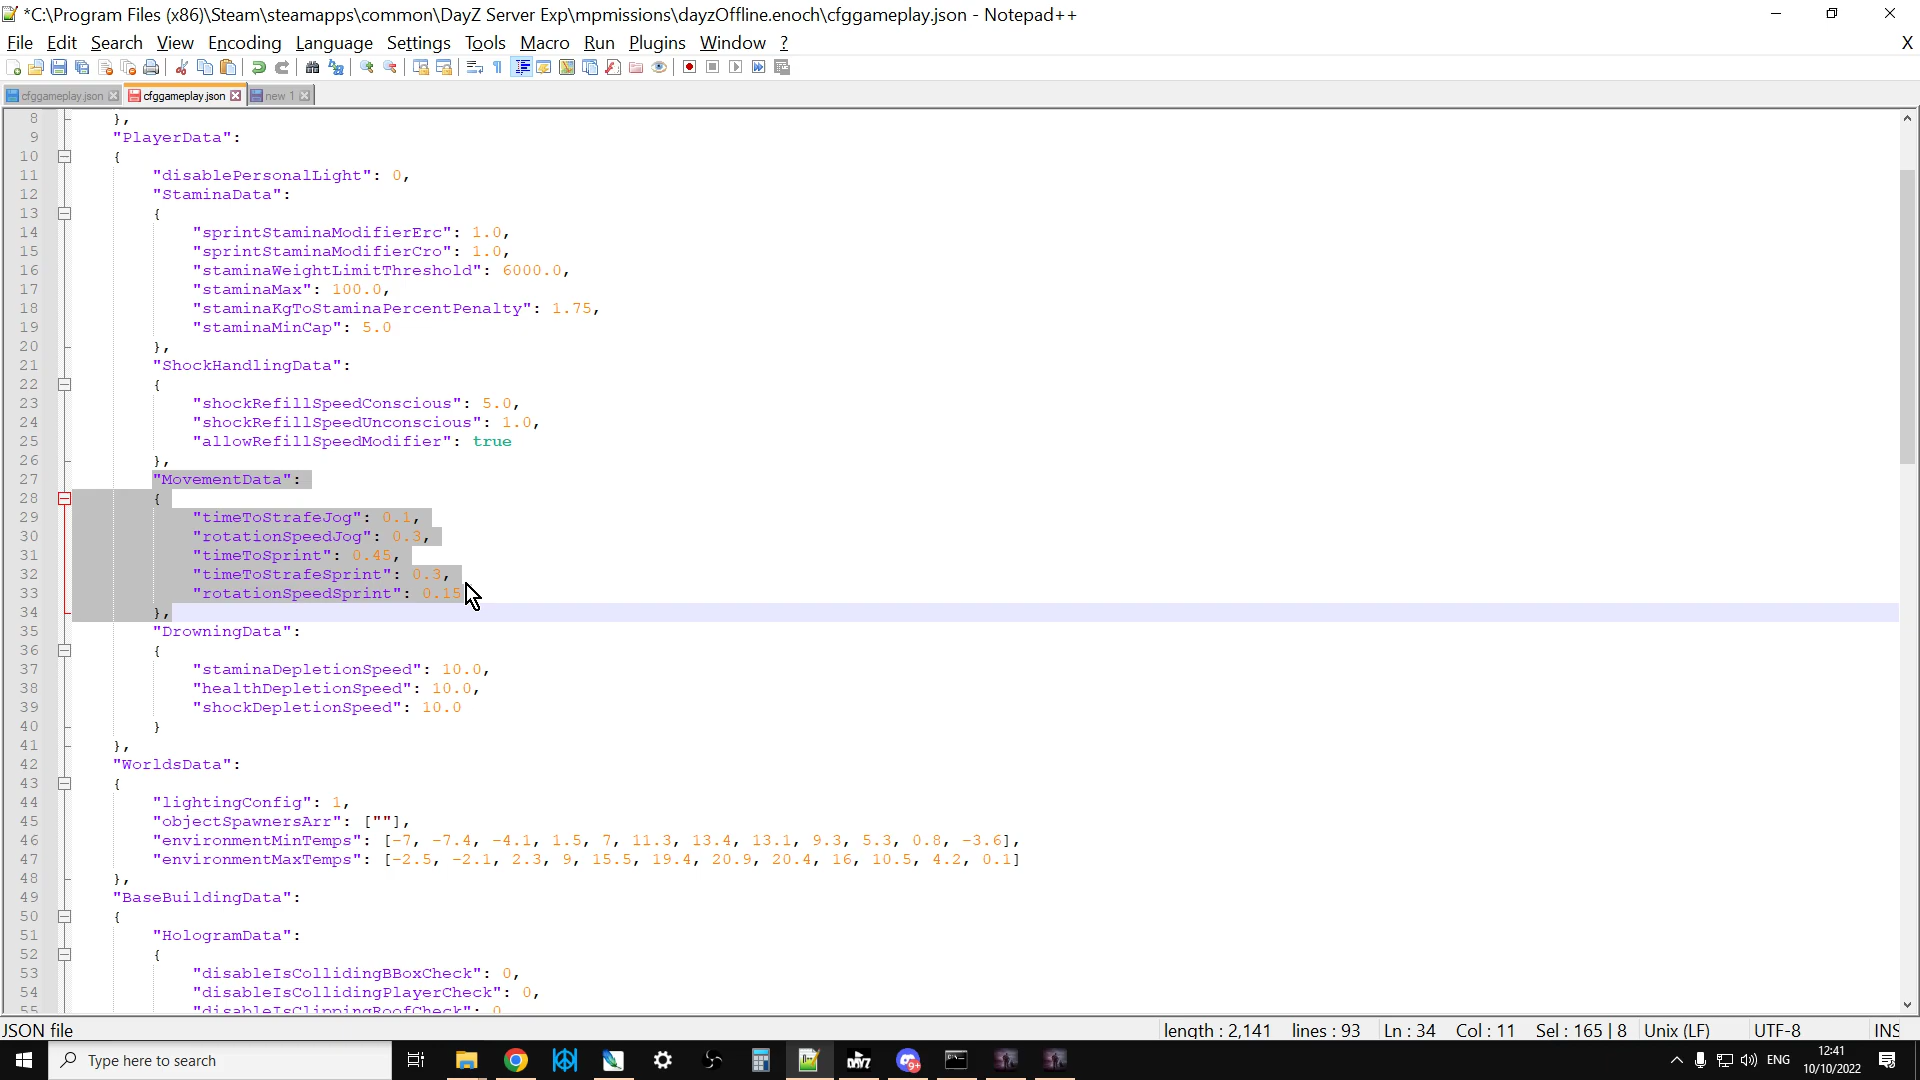 *C:\Program Files (x86)\Steam\steamapps\common\DayZ Server Exp\mpmissions\dayzOffline.enoch\cfggameplay.json - Notepad++
File Edit Search View Encoding Language Settings Tools Macro Run Plugins Window ? X
cfggameplay.json cfggameplay.json new 1
8 },
9 "PlayerData":
10 {
11 "disablePersonalLight": 0,
12 "StaminaData":
13 {
14 "sprintStaminaModifierErc": 1.0,
15 "sprintStaminaModifierCro": 1.0,
16 "staminaWeightLimitThreshold": 6000.0,
17 "staminaMax": 100.0,
18 "staminaKgToStaminaPercentPenalty": 1.75,
19 "staminaMinCap": 5.0
20 },
21 "ShockHandlingData":
22 {
23 "shockRefillSpeedConscious": 5.0,
24 "shockRefillSpeedUnconscious": 1.0,
25 "allowRefillSpeedModifier": true
26 },
27 "MovementData":
28 {
29 "timeToStrafeJog": 0.1,
30 "rotationSpeedJog": 0.3,
31 "timeToSprint": 0.45,
32 "timeToStrafeSprint": 0.3,
33 "rotationSpeedSprint": 0.15
34 },
35 "DrowningData":
36 {
37 "staminaDepletionSpeed": 10.0,
38 "healthDepletionSpeed": 10.0,
39 "shockDepletionSpeed": 10.0
40 }
41 },
42 "WorldsData":
43 {
44 "lightingConfig": 1,
45 "objectSpawnersArr": [""],
46 "environmentMinTemps": [-7, -7.4, -4.1, 1.5, 7, 11.3, 13.4, 13.1, 9.3, 5.3, 0.8, -3.6],
47 "environmentMaxTemps": [-2.5, -2.1, 2.3, 9, 15.5, 19.4, 20.9, 20.4, 16, 10.5, 4.2, 0.1]
48 },
49 "BaseBuildingData":
50 {
51 "HologramData":
52 {
53 "disableIsCollidingBBoxCheck": 0,
54 "disableIsCollidingPlayerCheck": 0,
55 "disableIsClippingRoofCheck": 0
JSON file length : 2,141 lines : 93 Ln : 34 Col : 11 Sel : 165 | 8 Unix (LF) UTF-8 INS
Type here to search DAYZ ENG 12:41
10/10/2022